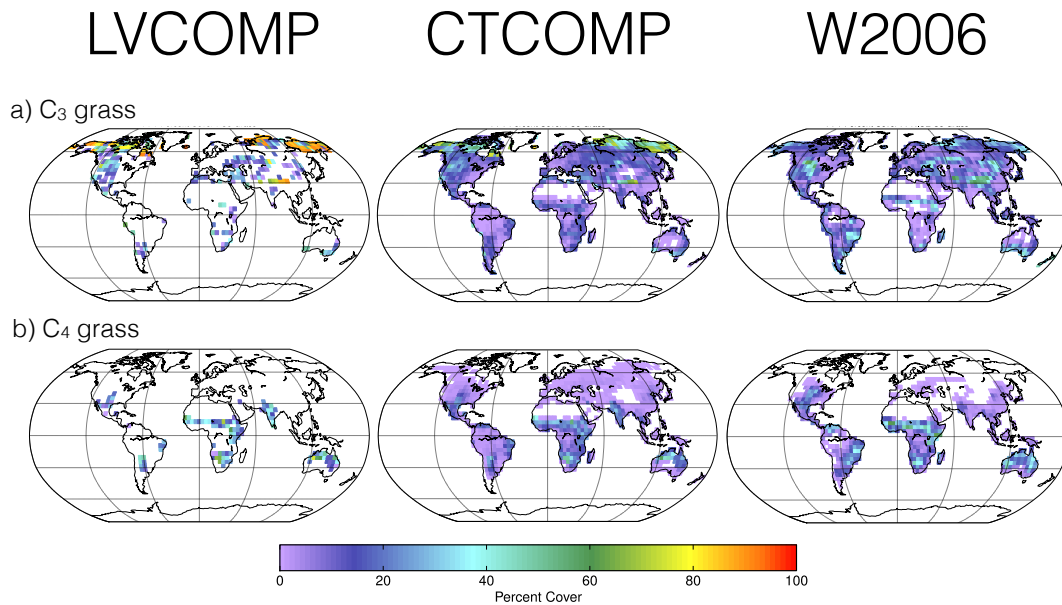 LVCOMP CTCOMP W2006
a) C₃ grass
b) C₄ grass
0 20 40 60 80 100
Percent Cover